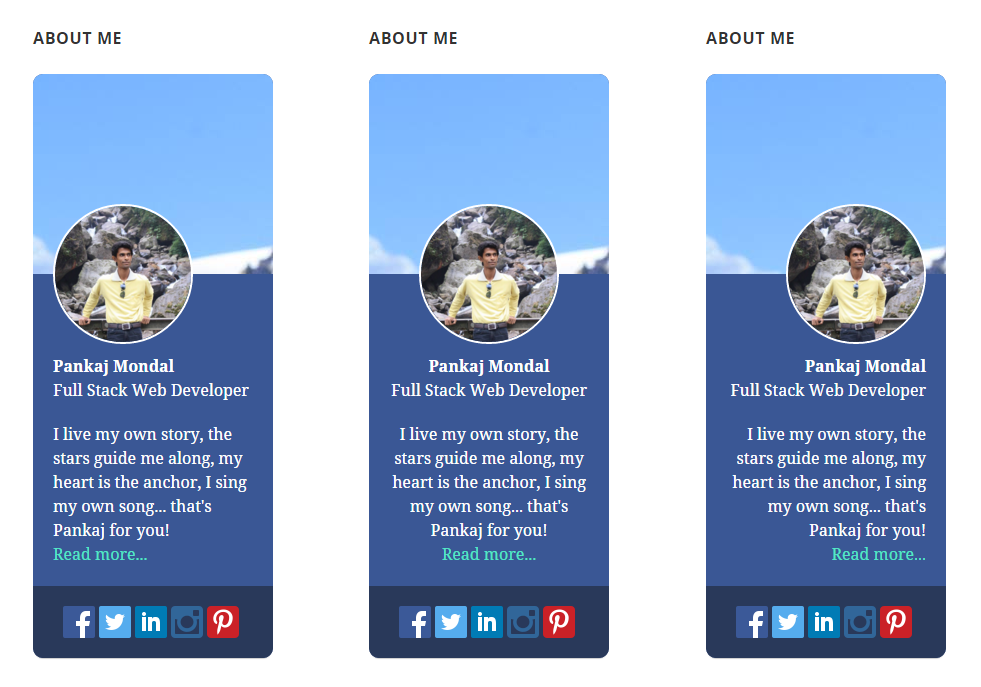 ABOUT ME
Pankaj Mondal
Full Stack Web Developer
I live my own story, the
stars guide me along, my
heart is the anchor, I sing
my own song... that's
Pankaj for you!
Read more...
ABOUT ME
Pankaj Mondal
Full Stack Web Developer
I live my own story, the
stars guide me along, my
heart is the anchor, I sing
my own song... that's
Pankaj for you!
Read more...
ABOUT ME
Pankaj Mondal
Full Stack Web Developer
I live my own story, the
stars guide me along, my
heart is the anchor, I sing
my own song... that's
Pankaj for you!
Read more...